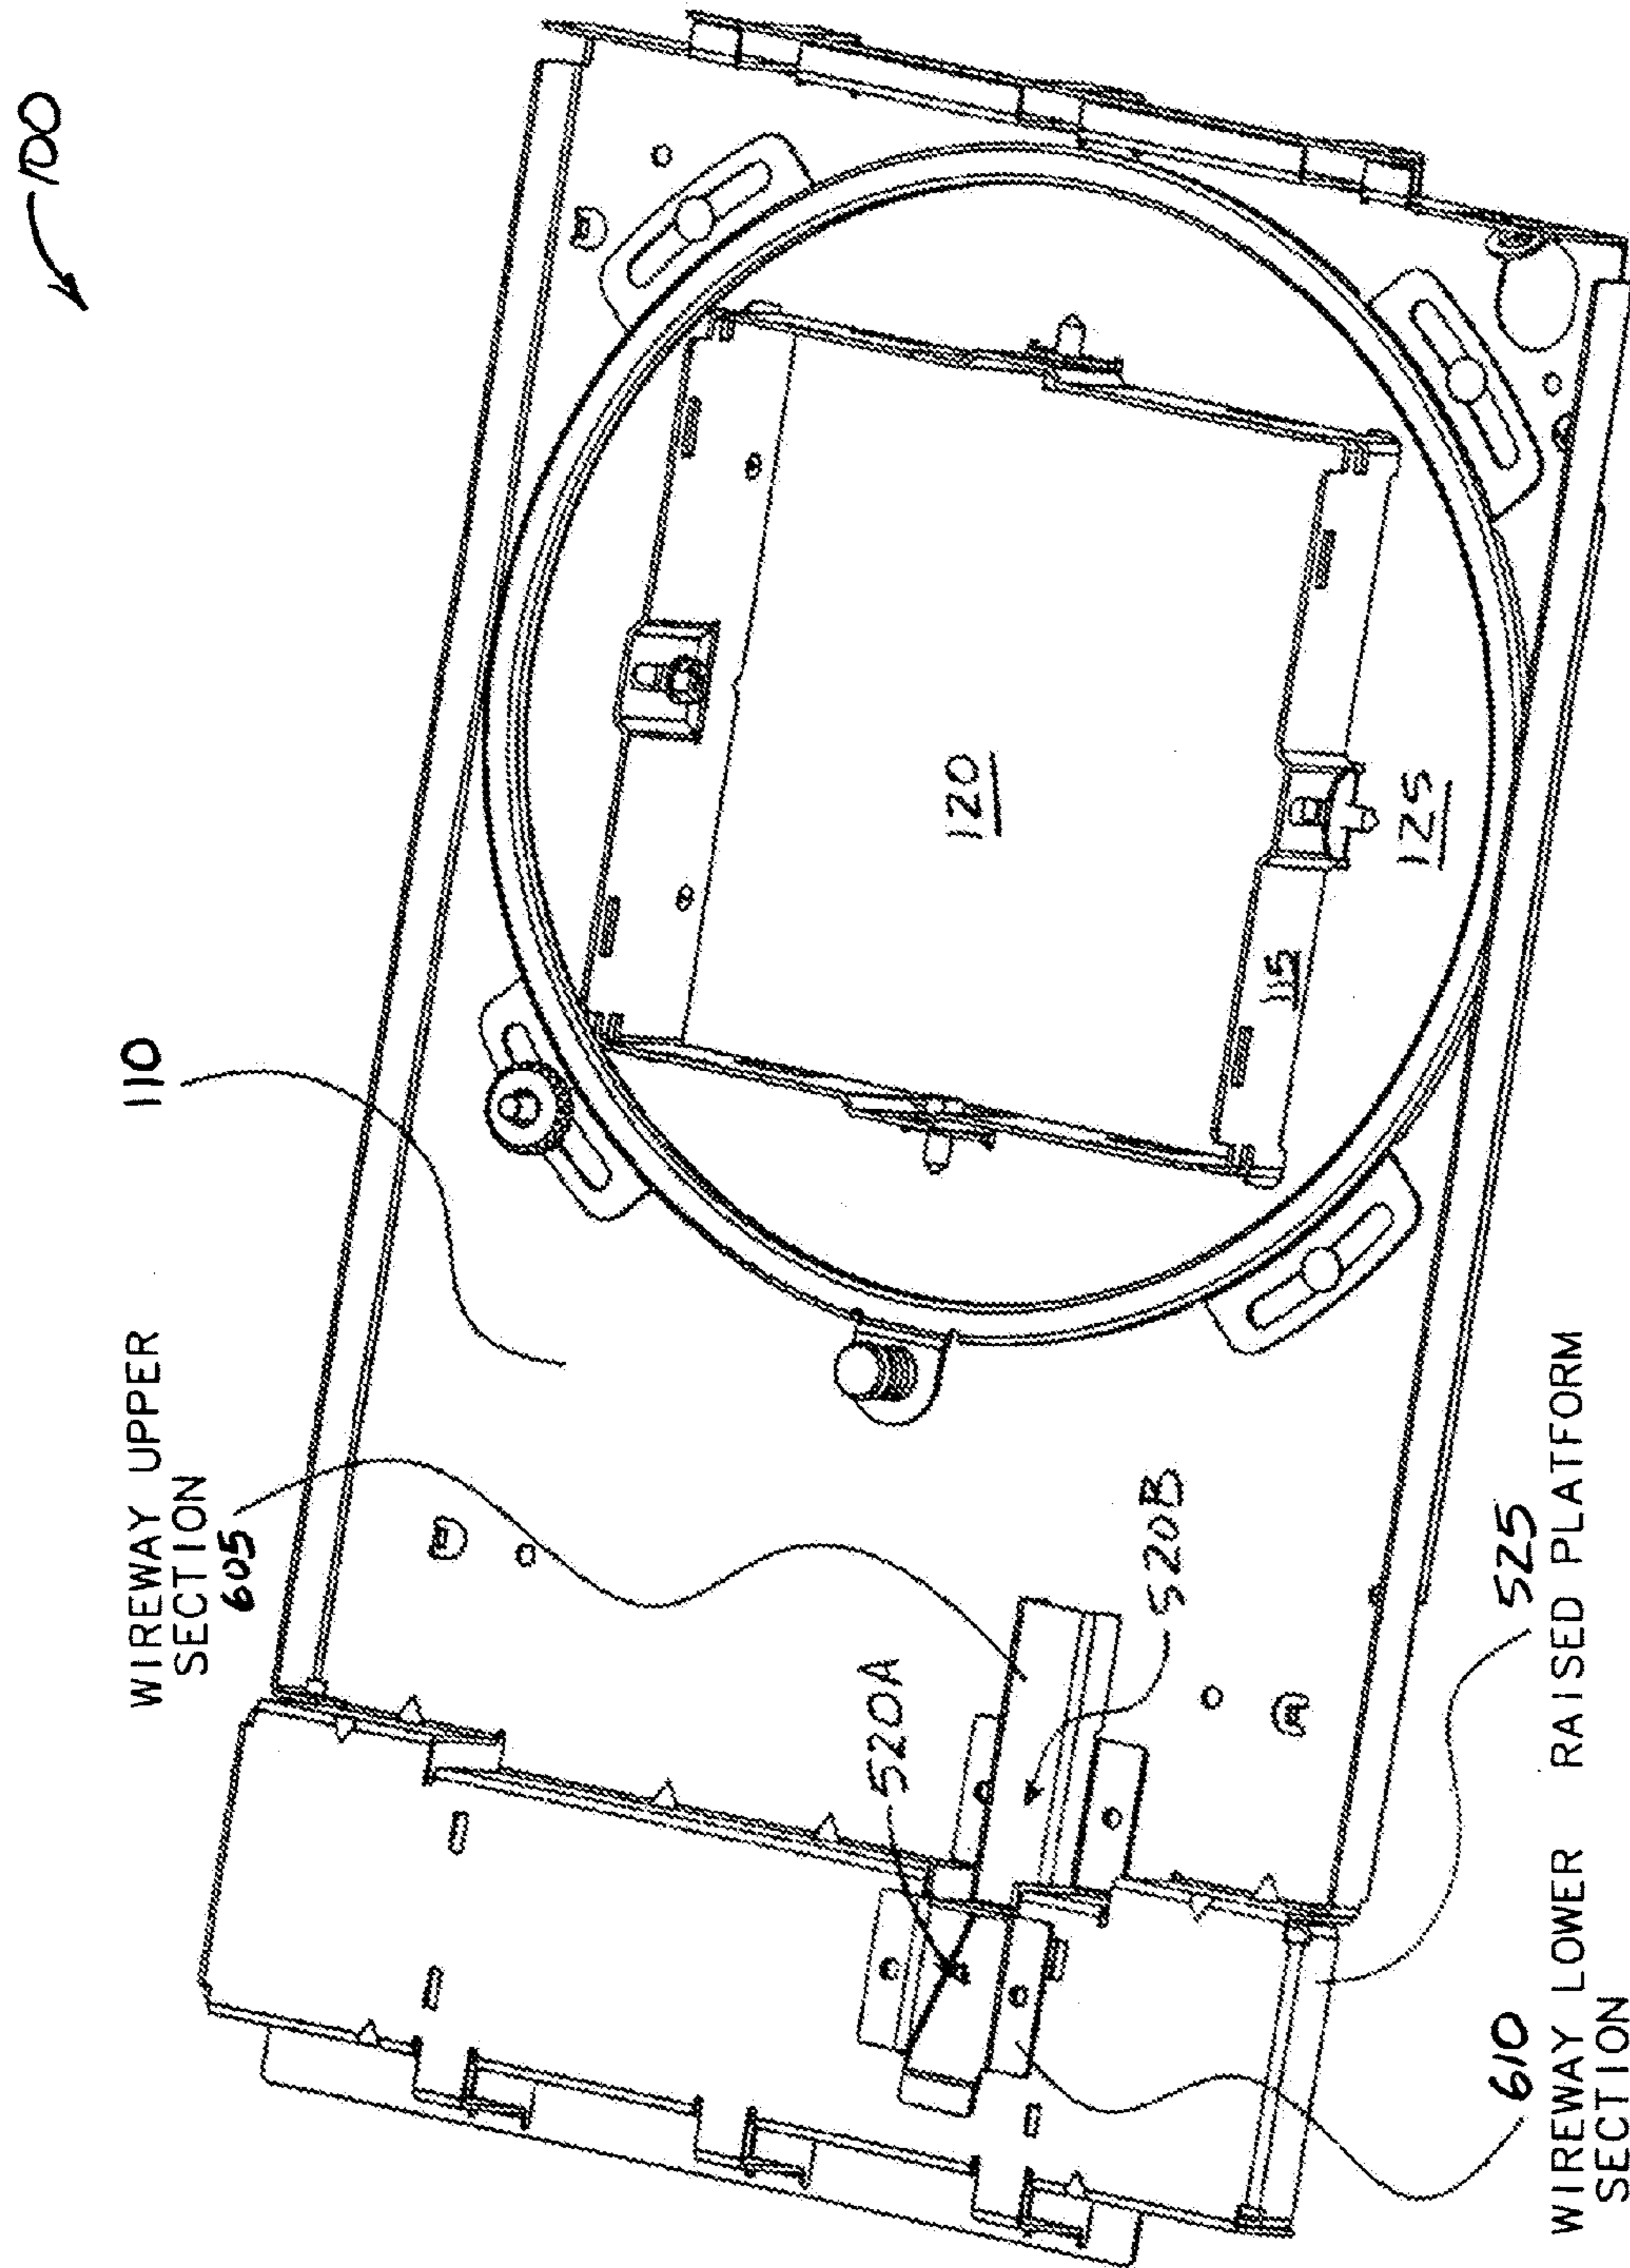 100
110
WIREWAY UPPER
SECTION
605
120
125
115
520A
520B
525
RAISED PLATFORM
610
WIREWAY LOWER
SECTION